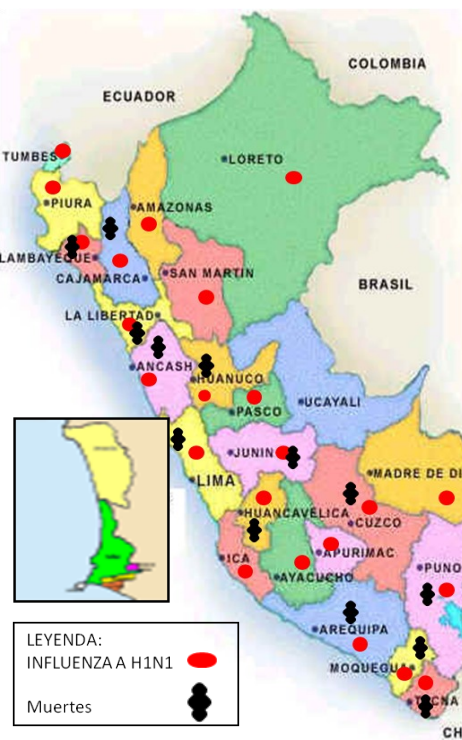 COLOMBIA
ECUADOR
TUMBES
LORETO
PIURA
AMAZONAS
LAMBAYEQUE
SAN MARTIN
CAJAMARCA
BRASIL
LA LIBERTAD
ANCASH
HUANUCO
UCAYALI
PASCO
JUNIN
MADRE DE DI
LIMA
HUANCAVELICA
CUZCO
ICA
APURIMAC
PUNO
AYACUCHO
AREQUIPA
MOQUEGUA
TACNA
CH
LEYENDA:
INFLUENZA A H1N1
Muertes